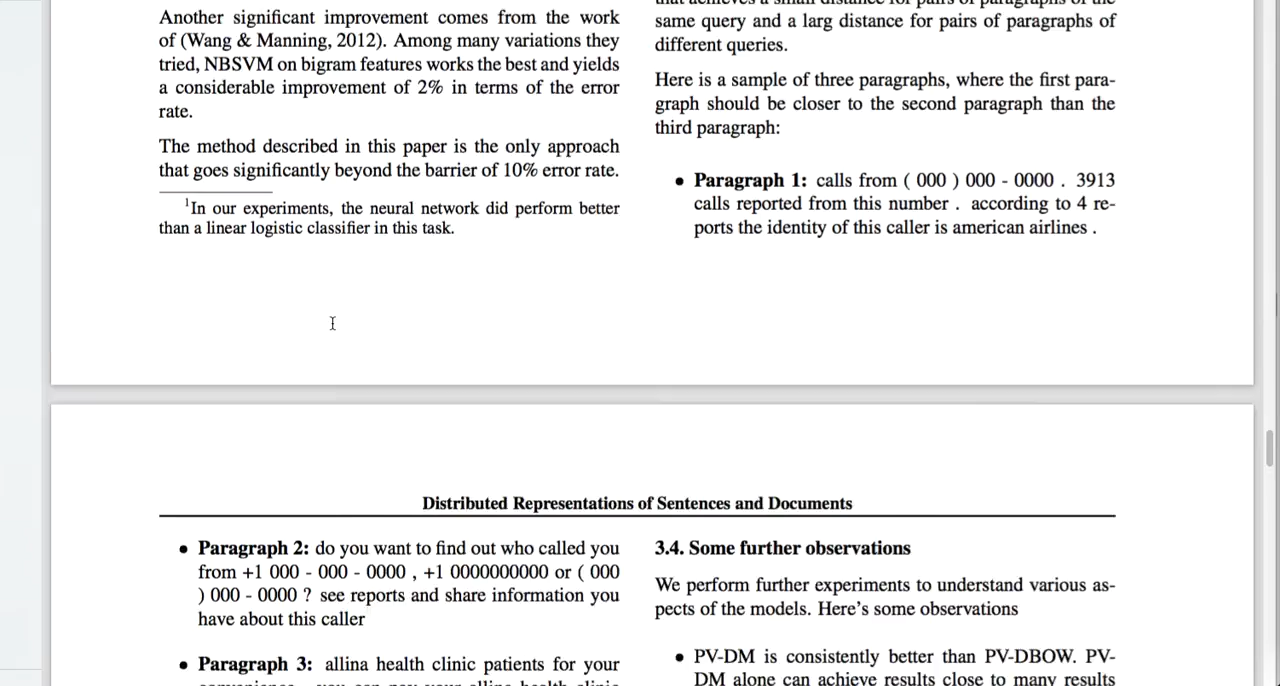 Another significant improvement comes from the work
of (Wang & Manning, 2012). Among many variations they
tried, NBSVM on bigram features works the best and yields
a considerable improvement of 2% in terms of the error
rate.
The method described in this paper is the only approach
that goes significantly beyond the barrier of 10% error rate.
1In our experiments, the neural network did perform better
than a linear logistic classifier in this task.
that achieves a small distance for pairs of paragraphs of the
same query and a larg distance for pairs of paragraphs of
different queries.
Here is a sample of three paragraphs, where the first para-
graph should be closer to the second paragraph than the
third paragraph:
• Paragraph 1: calls from ( 000 ) 000 - 0000 . 3913
calls reported from this number . according to 4 re-
ports the identity of this caller is american airlines .
Distributed Representations of Sentences and Documents
• Paragraph 2: do you want to find out who called you
from +1 000 - 000 - 0000 , +1 0000000000 or ( 000
) 000 - 0000 ? see reports and share information you
have about this caller
• Paragraph 3: allina health clinic patients for your
3.4. Some further observations
We perform further experiments to understand various as-
pects of the models. Here's some observations
• PV-DM is consistently better than PV-DBOW. PV-
DM alone can achieve results close to many results